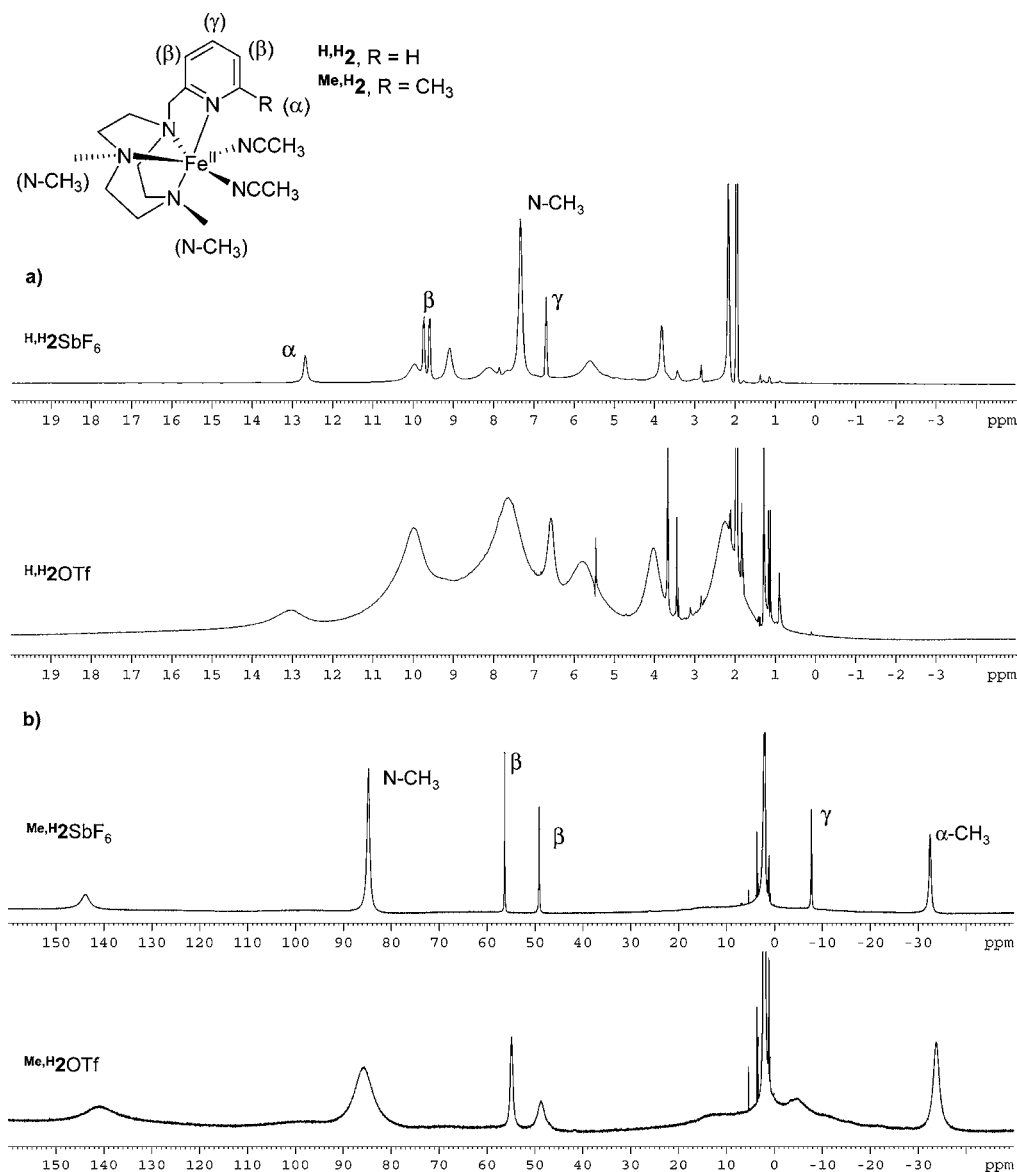 (γ)
(β) (β)
R (α)
N
N NCCH₃
N Feᴵᴵ
(N-CH₃) NCCH₃
N
(N-CH₃)
ᴴ,ᴴ2, R = H
ᴹᵉ,ᴴ2, R = CH₃
a)
ᴴ,ᴴ2SbF₆
α β N-CH₃ γ
19 18 17 16 15 14 13 12 11 10 9 8 7 6 5 4 3 2 1 0 -1 -2 -3 ppm
ᴴ,ᴴ2OTf
19 18 17 16 15 14 13 12 11 10 9 8 7 6 5 4 3 2 1 0 -1 -2 -3 ppm
b)
ᴹᵉ,ᴴ2SbF₆
N-CH₃ β β γ α-CH₃
150 140 130 120 110 100 90 80 70 60 50 40 30 20 10 0 -10 -20 -30 ppm
ᴹᵉ,ᴴ2OTf
150 140 130 120 110 100 90 80 70 60 50 40 30 20 10 0 -10 -20 -30 ppm